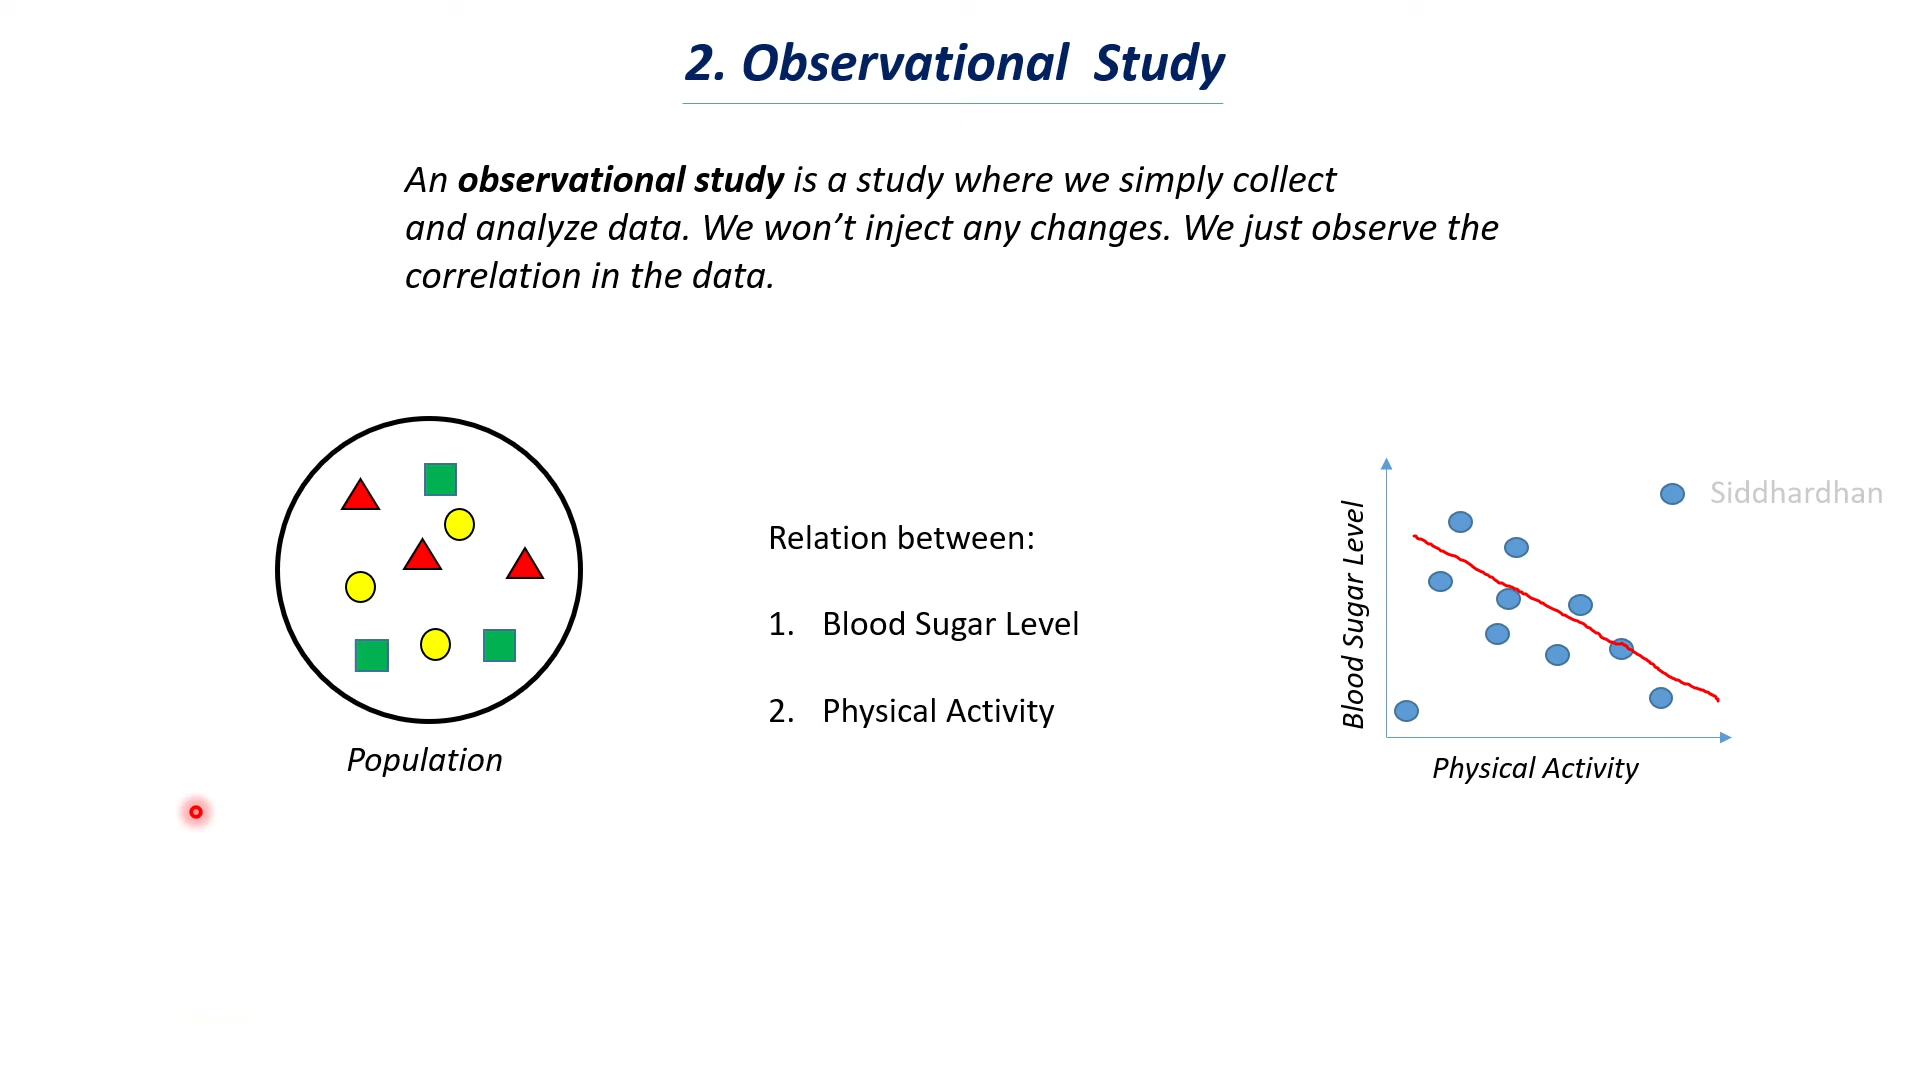 2. Observational Study
An observational study is a study where we simply collect
and analyze data. We won’t inject any changes. We just observe the
correlation in the data.
Population
Relation between:
1. Blood Sugar Level
2. Physical Activity
Blood Sugar Level
Siddhardhan
Physical Activity